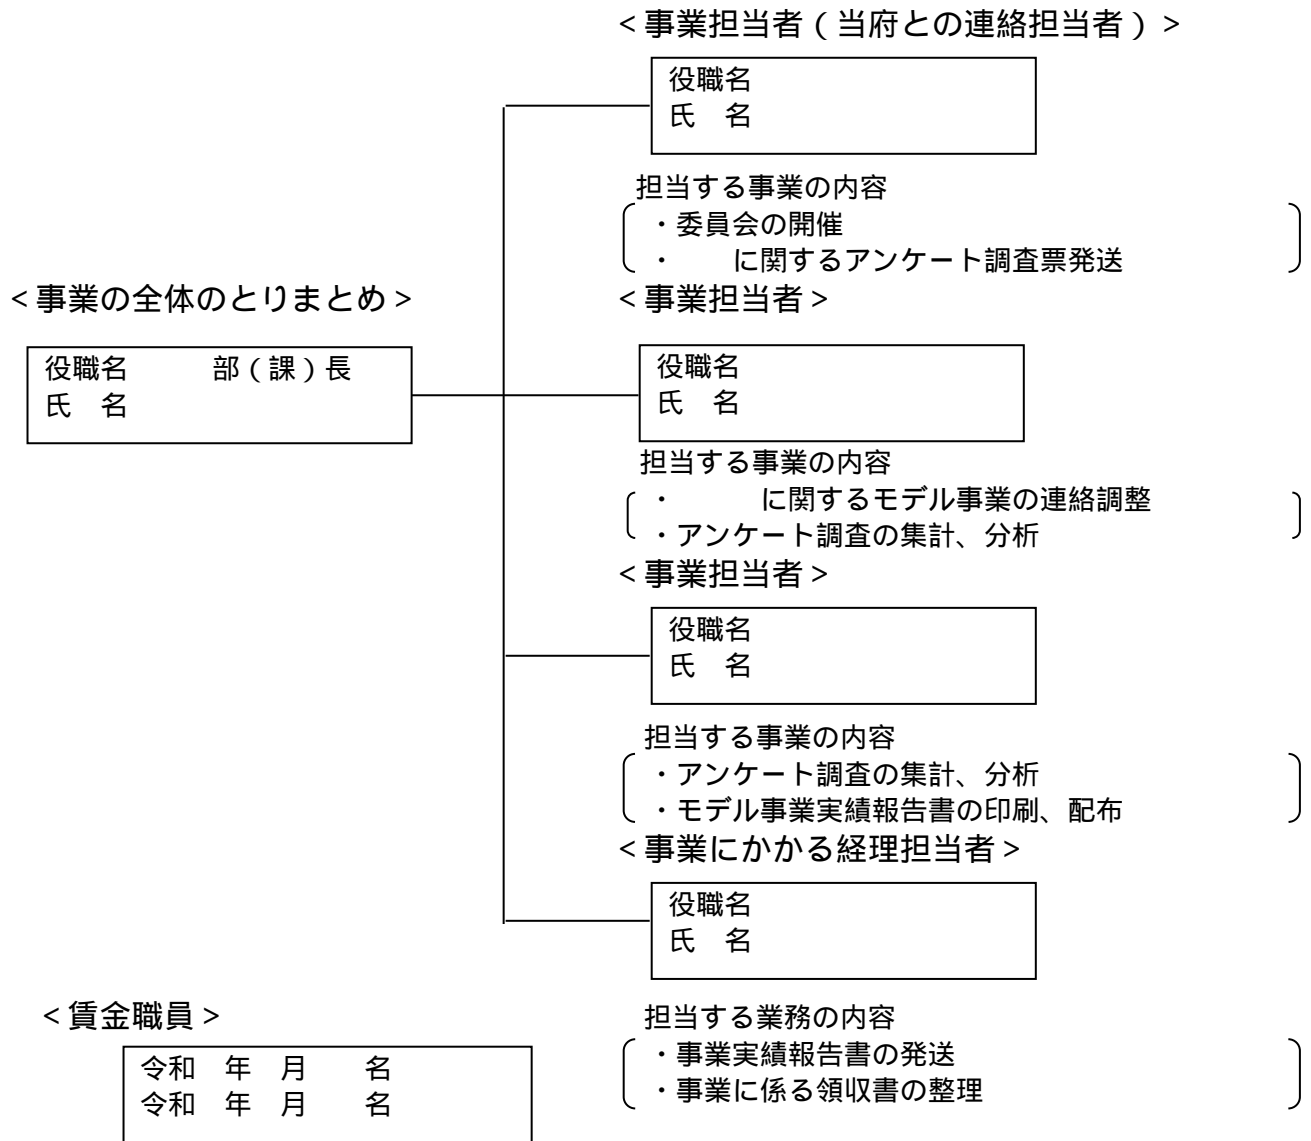 ＜事業担当者（当府との連絡担当者）＞
役職名
氏　名
担当する事業の内容
・委員会の開催
・　　に関するアンケート調査票発送
＜事業の全体のとりまとめ＞
役職名　　　部（課）長
氏　名
＜事業担当者＞
役職名
氏　名
担当する事業の内容
・　　　に関するモデル事業の連絡調整
・アンケート調査の集計、分析
＜事業担当者＞
役職名
氏　名
担当する事業の内容
・アンケート調査の集計、分析
・モデル事業実績報告書の印刷、配布
＜事業にかかる経理担当者＞
役職名
氏　名
担当する業務の内容
・事業実績報告書の発送
・事業に係る領収書の整理
＜賃金職員＞
令和　年　月　　名
令和　年　月　　名